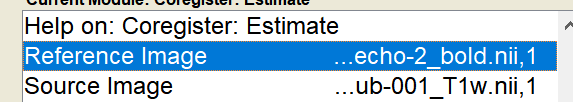 Current Module: Coregister: Estimate
Help on: Coregister: Estimate
Reference Image ...echo-2_bold.nii,1
Source Image ...ub-001_T1w.nii,1